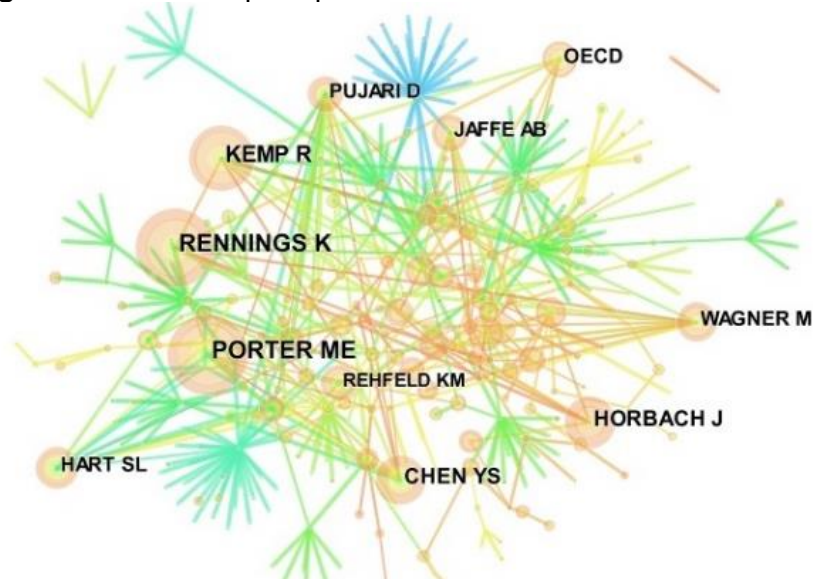 OECD
PUJARI D
JAFFE AB
KEMP R
RENNINGS K
WAGNER M
PORTER ME
REHFELD KM
HORBACH J
HART SL
CHEN YS